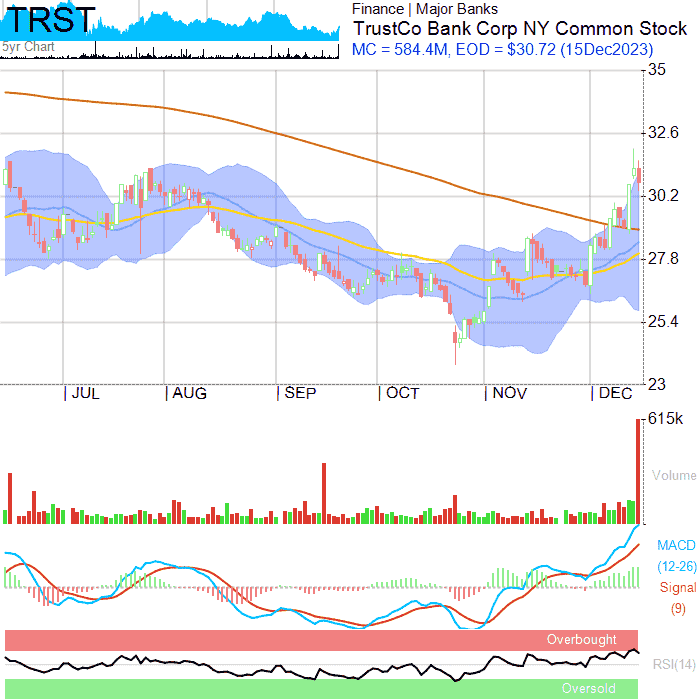 TRST
5yr Chart
Finance | Major Banks
TrustCo Bank Corp NY Common Stock
MC = 584.4M, EOD = $30.72 (15Dec2023)
35
32.6
30.2
27.8
25.4
23
| JUL | AUG | SEP | OCT | NOV | DEC
615k
Volume
MACD
(12-26)
Signal
(9)
Overbought
RSI(14)
Oversold